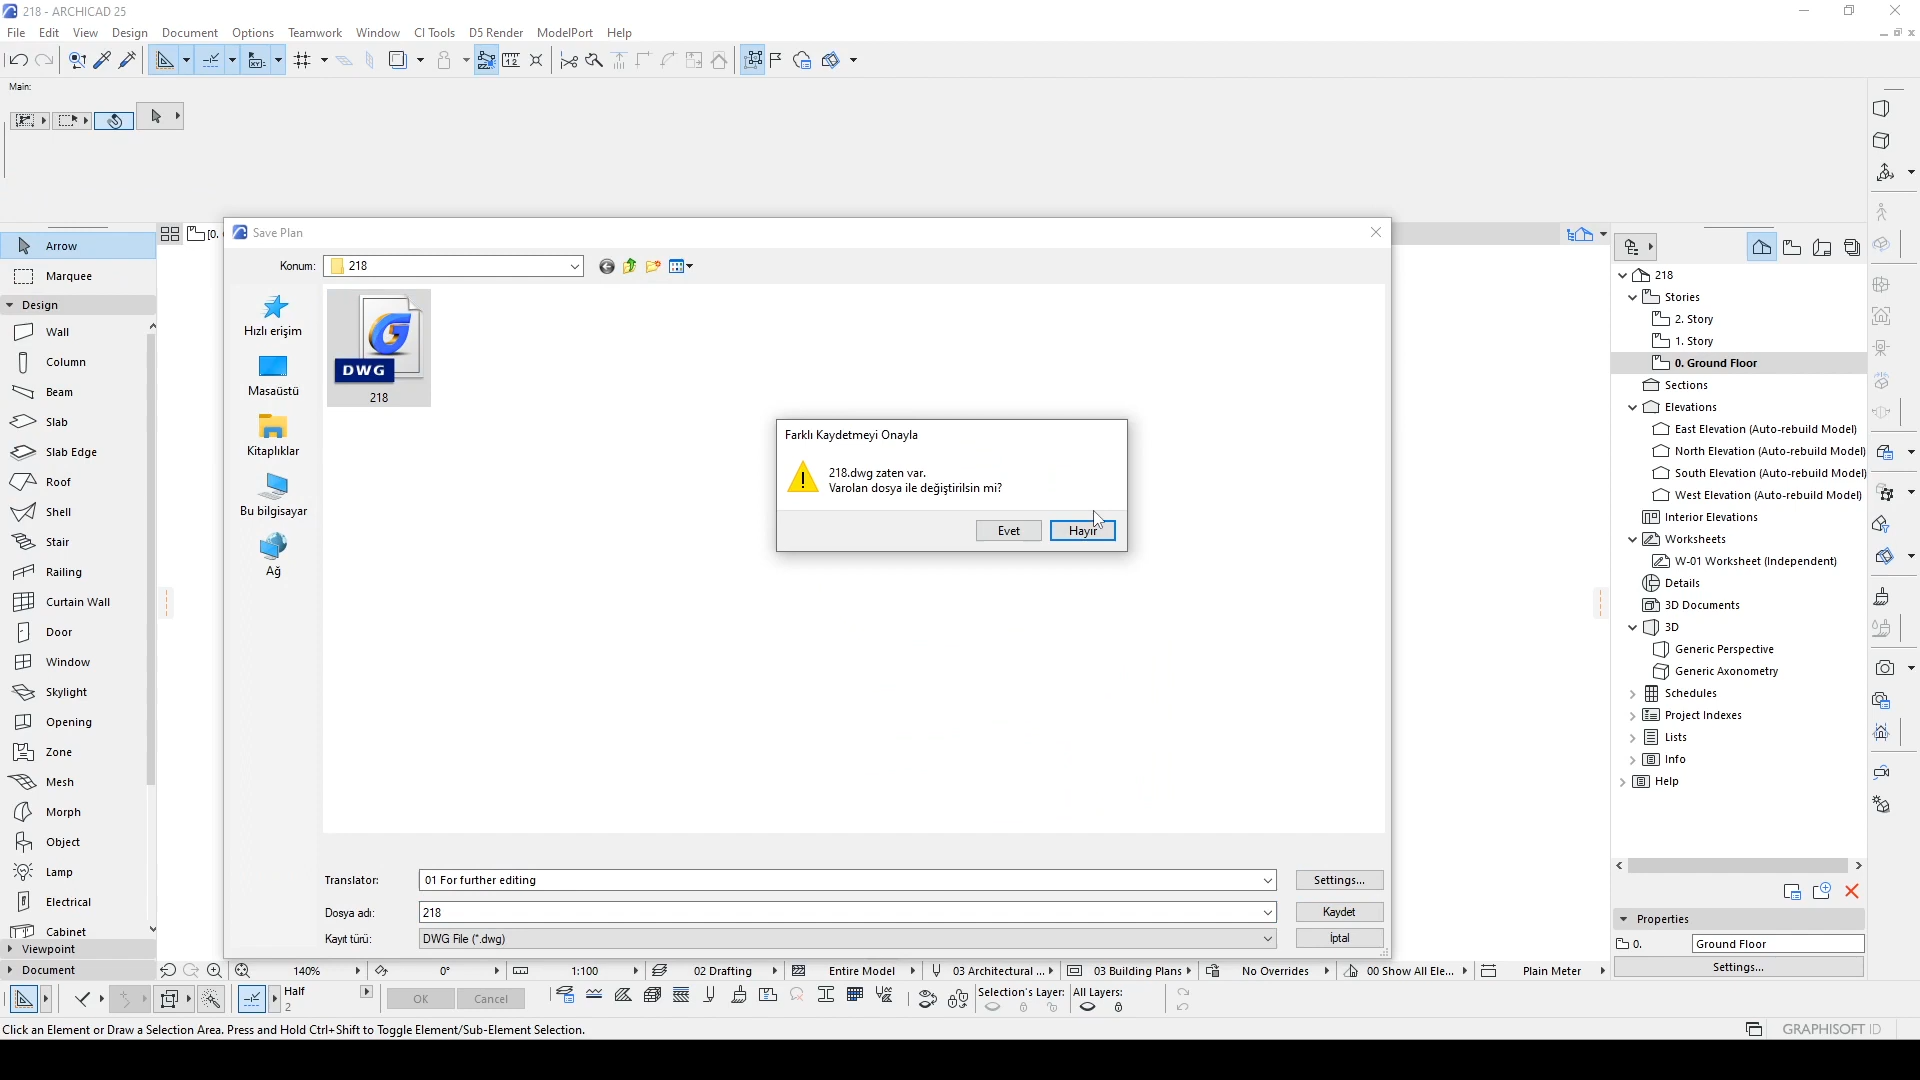 218 - ARCHICAD 25
File Edit View Design Document Options Teamwork Window CI Tools D5 Render ModelPort Help
Main:
Save Plan
[0.
Konum: 218
Arrow
Marquee
Design
Wall
Column
Beam
Slab
Slab Edge
Roof
Shell
Stair
Railing
Curtain Wall
Door
Window
Skylight
Opening
Zone
Mesh
Morph
Object
Lamp
Electrical
Cabinet
Viewpoint
Document
Hızlı erişim
Masaüstü
Kitaplıklar
Bu bilgisayar
Ağ
DWG
218
Farklı Kaydetmeyi Onayla
218.dwg zaten var.
Varolan dosya ile değiştirilsin mi?
Evet Hayır
Translator: 01 For further editing Settings...
Dosya adı: 218 Kaydet
Kayıt türü: DWG File (*.dwg) İptal
218
Stories
2. Story
1. Story
0. Ground Floor
Sections
Elevations
East Elevation (Auto-rebuild Model)
North Elevation (Auto-rebuild Model)
South Elevation (Auto-rebuild Model)
West Elevation (Auto-rebuild Model)
Interior Elevations
Worksheets
W-01 Worksheet (Independent)
Details
3D Documents
3D
Generic Perspective
Generic Axonometry
Schedules
Project Indexes
Lists
Info
Help
Properties
0. Ground Floor
Settings...
140% 0° 1:100 02 Drafting Entire Model 03 Architectural ... 03 Building Plans No Overrides 00 Show All Ele... Plain Meter
Half
2
OK Cancel
Selection's Layer: All Layers:
Click an Element or Draw a Selection Area. Press and Hold Ctrl+Shift to Toggle Element/Sub-Element Selection.
GRAPHISOFT ID